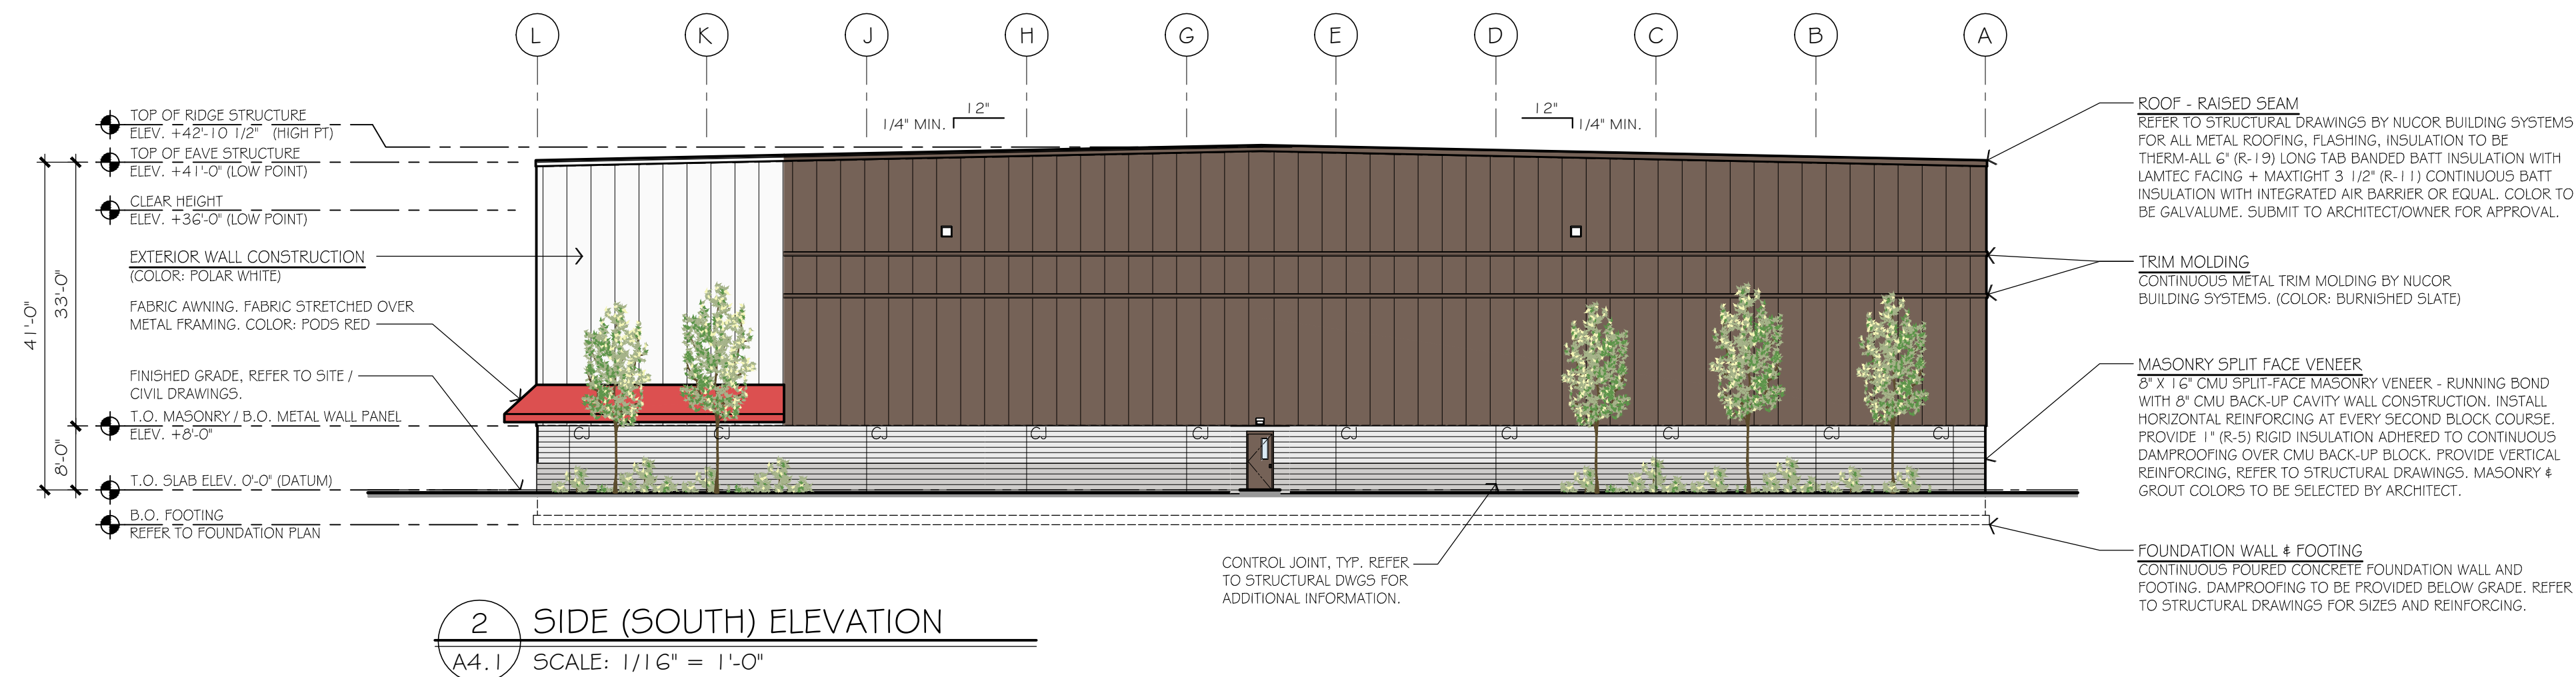 L K J H G E D C B A
12"
1/4" MIN.
12"
1/4" MIN.
TOP OF RIDGE STRUCTURE
ELEV. +42'-10 1/2" (HIGH PT)
TOP OF EAVE STRUCTURE
ELEV. +41'-0" (LOW POINT)
CLEAR HEIGHT
ELEV. +36'-0" (LOW POINT)
EXTERIOR WALL CONSTRUCTION
(COLOR: POLAR WHITE)
FABRIC AWNING. FABRIC STRETCHED OVER
METAL FRAMING. COLOR: PODS RED
FINISHED GRADE, REFER TO SITE /
CIVIL DRAWINGS.
T.O. MASONRY / B.O. METAL WALL PANEL
ELEV. +8'-0"
T.O. SLAB ELEV. 0'-0" (DATUM)
B.O. FOOTING
REFER TO FOUNDATION PLAN
41'-0"
33'-0"
8'-0"
CJ CJ CJ CJ CJ CJ CJ CJ CJ CJ
ROOF - RAISED SEAM
REFER TO STRUCTURAL DRAWINGS BY NUCOR BUILDING SYSTEMS
FOR ALL METAL ROOFING, FLASHING, INSULATION TO BE
THERM-ALL 6" (R-19) LONG TAB BANDED BATT INSULATION WITH
LAMTEC FACING + MAXTIGHT 3 1/2" (R-11) CONTINUOUS BATT
INSULATION WITH INTEGRATED AIR BARRIER OR EQUAL. COLOR TO
BE GALVALUME. SUBMIT TO ARCHITECT/OWNER FOR APPROVAL.
TRIM MOLDING
CONTINUOUS METAL TRIM MOLDING BY NUCOR
BUILDING SYSTEMS. (COLOR: BURNISHED SLATE)
MASONRY SPLIT FACE VENEER
8" X 16" CMU SPLIT-FACE MASONRY VENEER - RUNNING BOND
WITH 8" CMU BACK-UP CAVITY WALL CONSTRUCTION. INSTALL
HORIZONTAL REINFORCING AT EVERY SECOND BLOCK COURSE.
PROVIDE 1" (R-5) RIGID INSULATION ADHERED TO CONTINUOUS
DAMPROOFING OVER CMU BACK-UP BLOCK. PROVIDE VERTICAL
REINFORCING, REFER TO STRUCTURAL DRAWINGS. MASONRY &
GROUT COLORS TO BE SELECTED BY ARCHITECT.
FOUNDATION WALL & FOOTING
CONTINUOUS POURED CONCRETE FOUNDATION WALL AND
FOOTING. DAMPROOFING TO BE PROVIDED BELOW GRADE. REFER
TO STRUCTURAL DRAWINGS FOR SIZES AND REINFORCING.
CONTROL JOINT, TYP. REFER
TO STRUCTURAL DWGS FOR
ADDITIONAL INFORMATION.
2 SIDE (SOUTH) ELEVATION
A4.1 SCALE: 1/16" = 1'-0"